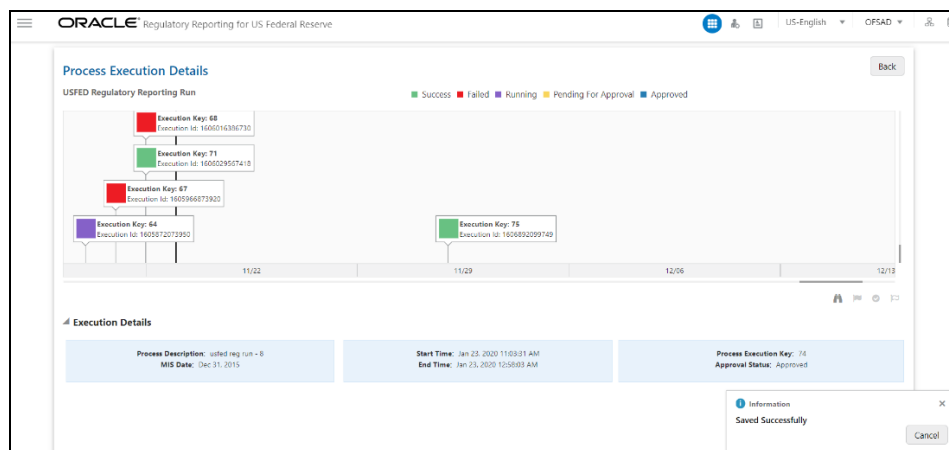 ORACLE® Regulatory Reporting for US Federal Reserve
US-English
OFSAD
Process Execution Details
Back
USFED Regulatory Reporting Run
Success
Failed
Running
Pending For Approval
Approved
Execution Key: 68
Execution Id: 1606016386730
Execution Key: 71
Execution Id: 1606029567418
Execution Key: 67
Execution Id: 1605966873920
Execution Key: 64
Execution Id: 1605872073950
Execution Key: 75
Execution Id: 1606892099749
11/22
11/29
12/06
12/13
Execution Details
Process Description: usfed reg run - 8
MIS Date: Dec 31, 2015
Start Time: Jan 23, 2020 11:03:31 AM
End Time: Jan 23, 2020 12:58:03 AM
Process Execution Key: 74
Approval Status: Approved
Information
Saved Successfully
Cancel